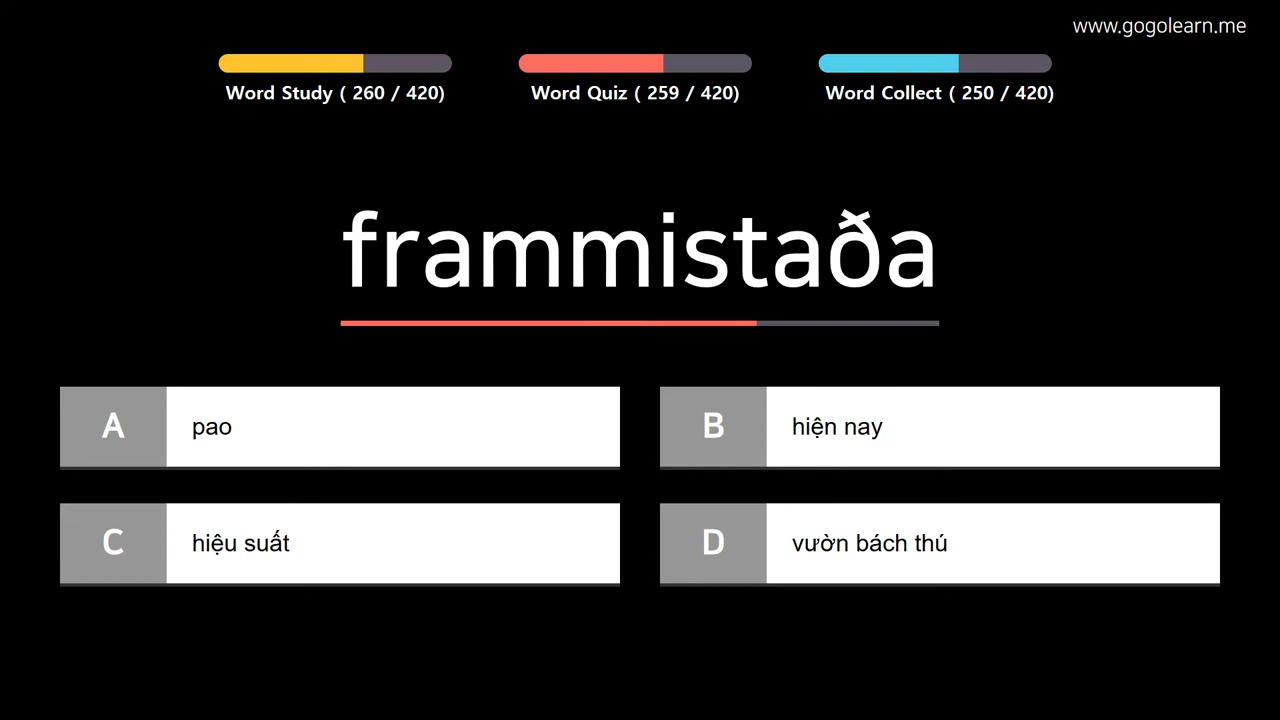 www.gogolearn.me
Word Study ( 260 / 420)
Word Quiz ( 259 / 420)
Word Collect ( 250 / 420)
frammistaða
A
pao
B
hiện nay
C
hiệu suất
D
vườn bách thú